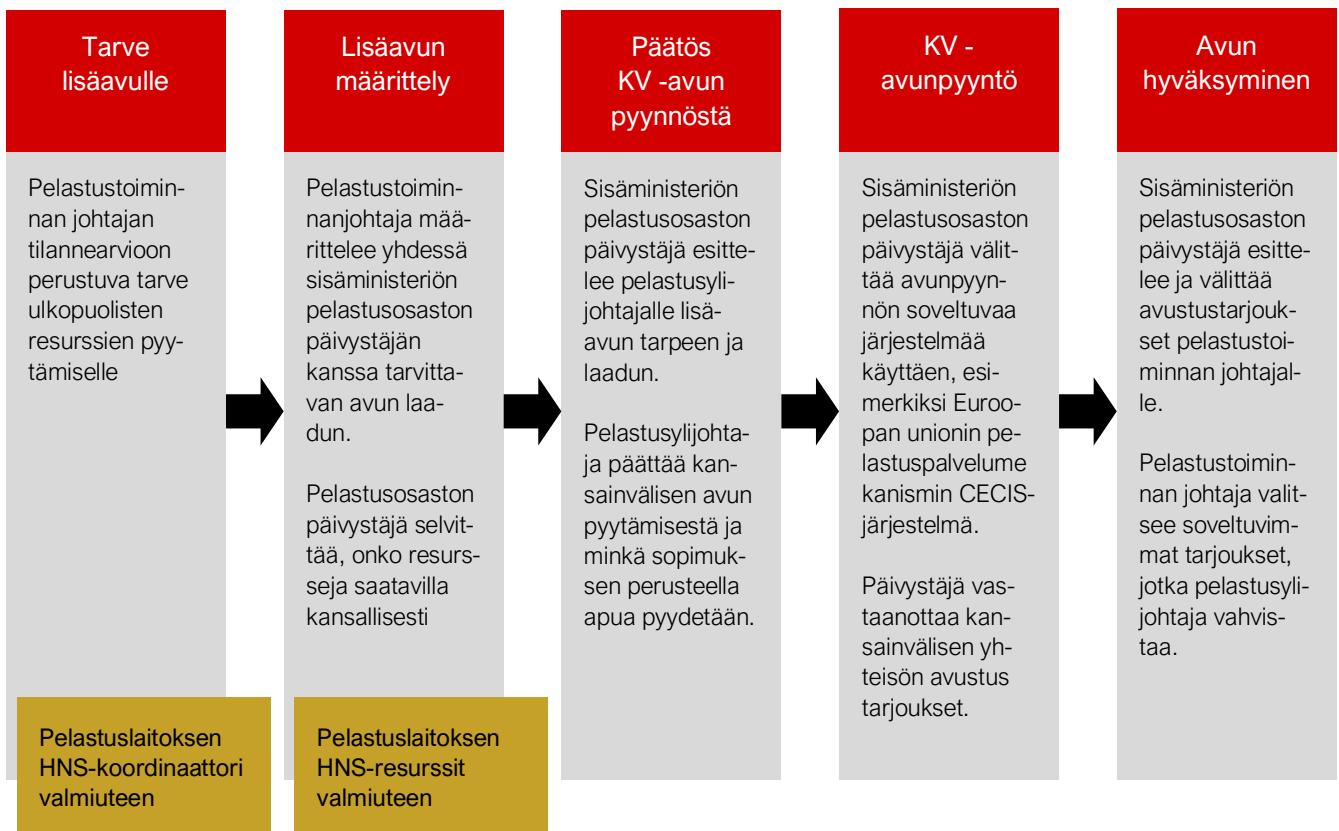 Tarve
lisäavulle
Pelastustoimin-
nan johtajan
tilannearvioon
perustuva tarve
ulkopuolisten
resurssien pyy-
tämiselle
Pelastuslaitoksen
HNS-koordinaattori
valmiuteen
Lisäavun
määrittely
Pelastustoimin-
nanjohtaja mää-
rittelee yhdessä
sisäministeriön
pelastusosaston
päivystäjän
kanssa tarvitta-
van avun laa-
dun.
Pelastusosaston
päivystäjä selvit-
tää, onko resurs-
seja saatavilla
kansallisesti
Pelastuslaitoksen
HNS-resurssit
valmiuteen
Päätös
KV -avun
pyynnöstä
Sisäministeriön
pelastusosaston
päivystäjä esitte-
lee pelastusyli-
johtajalle lisä-
avun tarpeen ja
laadun.
Pelastusylijohta-
ja päättää kan-
sainvälisen avun
pyytämisestä ja
minkä sopimuk-
sen perusteella
apua pyydetään.
KV -
avunpyyntö
Sisäministeriön
pelastusosaston
päivystäjä välit-
tää avunpyyn-
nön soveltuvaa
järjestelmää
käyttäen, esi-
merkiksi Euroo-
pan unionin pe-
lastuspalvelume
kanismin CECIS-
järjestelmä.
Päivystäjä vas-
taanottaa kan-
sainvälisen yh-
teisön avustus
tarjoukset.
Avun
hyväksyminen
Sisäministeriön
pelastusosaston
päivystäjä esitte-
lee ja välittää
avustustarjouk-
set pelastustoi-
minnan johtajal-
le.
Pelastustoimin-
nan johtaja valit-
see soveltuvim-
mat tarjoukset,
jotka pelastusyli-
johtaja vahvis-
taa.